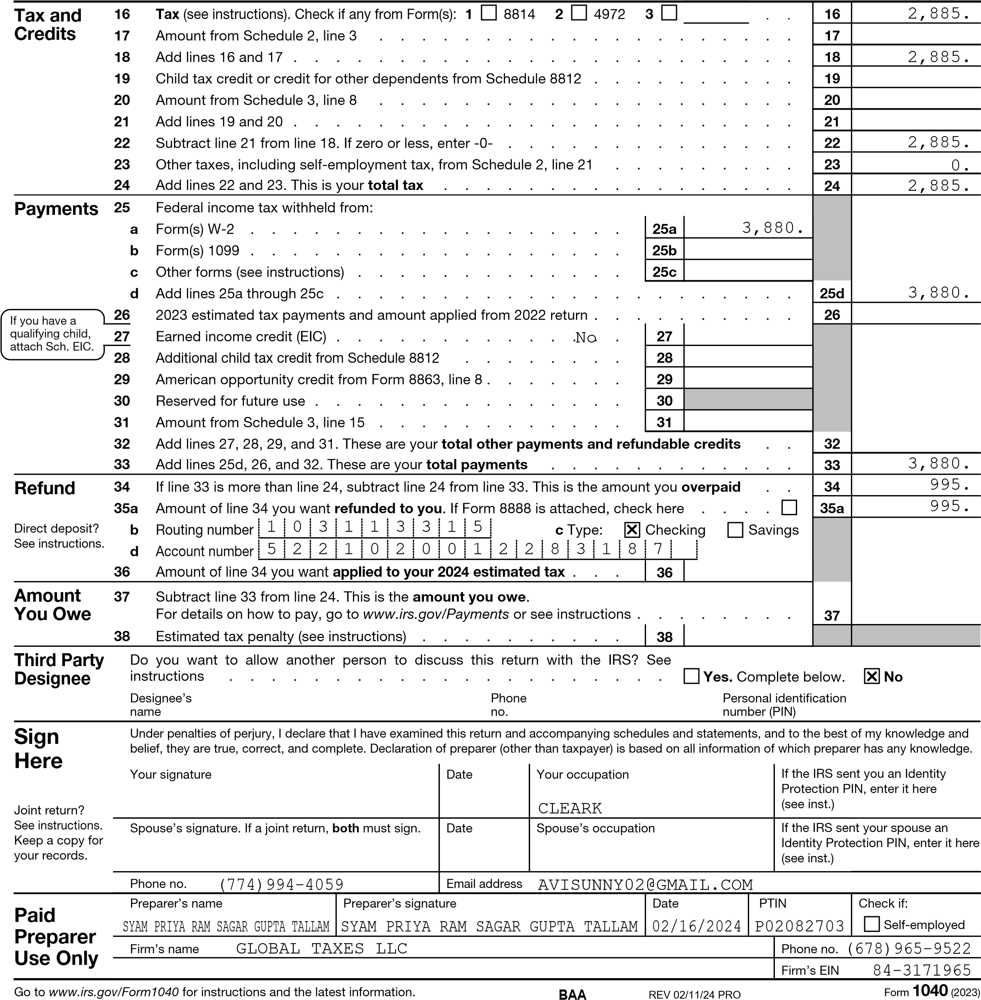 Tax and Credits
16 Tax (see instructions). Check if any from Form(s): 1 8814 2 4972 3 . . 16 2,885.
17 Amount from Schedule 2, line 3 . . . . . . . . . . . . . . . . . . . . 17
18 Add lines 16 and 17 . . . . . . . . . . . . . . . . . . . . . . . . 18 2,885.
19 Child tax credit or credit for other dependents from Schedule 8812 . . . . . . . . . . 19
20 Amount from Schedule 3, line 8 . . . . . . . . . . . . . . . . . . . . 20
21 Add lines 19 and 20 . . . . . . . . . . . . . . . . . . . . . . . . 21
22 Subtract line 21 from line 18. If zero or less, enter -0- . . . . . . . . . . . . . . 22 2,885.
23 Other taxes, including self-employment tax, from Schedule 2, line 21 . . . . . . . . . 23 0.
24 Add lines 22 and 23. This is your total tax . . . . . . . . . . . . . . . . . 24 2,885.
Payments
25 Federal income tax withheld from:
a Form(s) W-2 . . . . . . . . . . . . . . . . . . 25a 3,880.
b Form(s) 1099 . . . . . . . . . . . . . . . . . . 25b
c Other forms (see instructions) . . . . . . . . . . . . . 25c
d Add lines 25a through 25c . . . . . . . . . . . . . . . . . . . . . . 25d 3,880.
If you have a qualifying child, attach Sch. EIC.
26 2023 estimated tax payments and amount applied from 2022 return . . . . . . . . . . 26
27 Earned income credit (EIC) . . . . . . . . . . . . No . 27
28 Additional child tax credit from Schedule 8812 . . . . . . . . 28
29 American opportunity credit from Form 8863, line 8 . . . . . . . 29
30 Reserved for future use . . . . . . . . . . . . . . . 30
31 Amount from Schedule 3, line 15 . . . . . . . . . . . . 31
32 Add lines 27, 28, 29, and 31. These are your total other payments and refundable credits . . 32
33 Add lines 25d, 26, and 32. These are your total payments . . . . . . . . . . . . 33 3,880.
Refund
34 If line 33 is more than line 24, subtract line 24 from line 33. This is the amount you overpaid . . 34 995.
35a Amount of line 34 you want refunded to you. If Form 8888 is attached, check here . . . . 35a 995.
Direct deposit? See instructions.
b Routing number 1 0 3 1 1 3 3 1 5 c Type: X Checking Savings
d Account number 5 2 2 1 0 2 0 0 1 2 2 8 3 1 8 7
36 Amount of line 34 you want applied to your 2024 estimated tax . . . 36
Amount You Owe
37 Subtract line 33 from line 24. This is the amount you owe.
For details on how to pay, go to www.irs.gov/Payments or see instructions . . . . . . . . 37
38 Estimated tax penalty (see instructions) . . . . . . . . . . 38
Third Party Designee
Do you want to allow another person to discuss this return with the IRS? See
instructions . . . . . . . . . . . . . . . . . . . . . Yes. Complete below. X No
Designee's name Phone no. Personal identification number (PIN)
Sign Here
Under penalties of perjury, I declare that I have examined this return and accompanying schedules and statements, and to the best of my knowledge and
belief, they are true, correct, and complete. Declaration of preparer (other than taxpayer) is based on all information of which preparer has any knowledge.
Joint return?
See instructions.
Keep a copy for
your records.
Your signature Date Your occupation CLEARK If the IRS sent you an Identity Protection PIN, enter it here (see inst.)
Spouse's signature. If a joint return, both must sign. Date Spouse's occupation If the IRS sent your spouse an Identity Protection PIN, enter it here (see inst.)
Phone no. (774)994-4059 Email address AVISUNNY02@GMAIL.COM
Paid Preparer Use Only
Preparer's name Preparer's signature Date PTIN Check if:
SYAM PRIYA RAM SAGAR GUPTA TALLAM SYAM PRIYA RAM SAGAR GUPTA TALLAM 02/16/2024 P02082703 Self-employed
Firm's name GLOBAL TAXES LLC Phone no. (678)965-9522
Firm's EIN 84-3171965
Go to www.irs.gov/Form1040 for instructions and the latest information. BAA REV 02/11/24 PRO Form 1040 (2023)